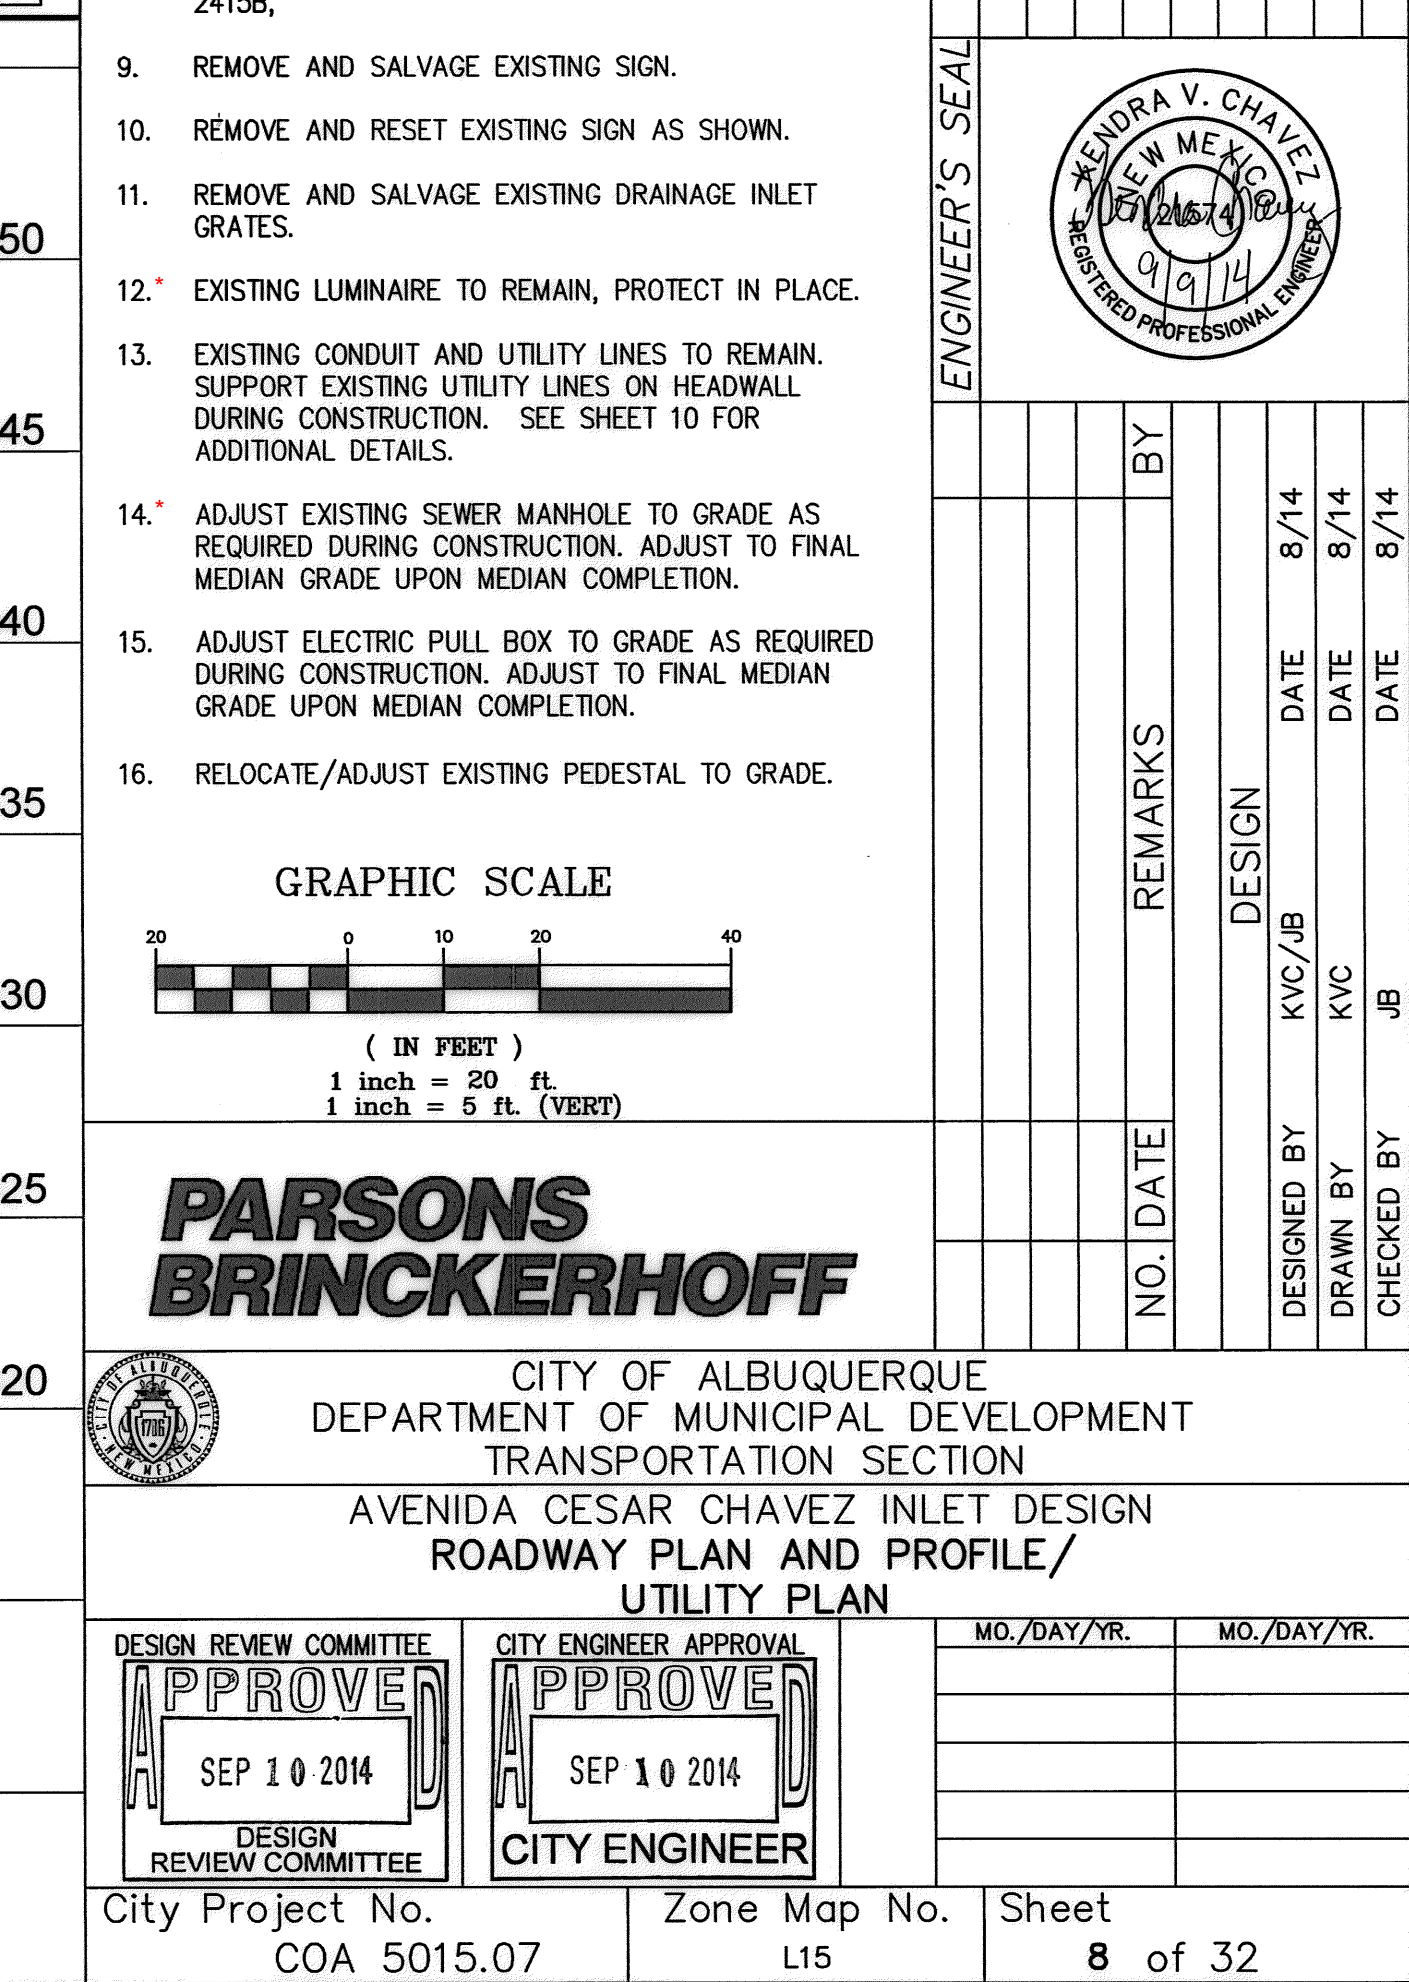 2415B,
9. REMOVE AND SALVAGE EXISTING SIGN.
10. REMOVE AND RESET EXISTING SIGN AS SHOWN.
11. REMOVE AND SALVAGE EXISTING DRAINAGE INLET
GRATES.
12.* EXISTING LUMINAIRE TO REMAIN, PROTECT IN PLACE.
13. EXISTING CONDUIT AND UTILITY LINES TO REMAIN.
SUPPORT EXISTING UTILITY LINES ON HEADWALL
DURING CONSTRUCTION. SEE SHEET 10 FOR
ADDITIONAL DETAILS.
14.* ADJUST EXISTING SEWER MANHOLE TO GRADE AS
REQUIRED DURING CONSTRUCTION. ADJUST TO FINAL
MEDIAN GRADE UPON MEDIAN COMPLETION.
15. ADJUST ELECTRIC PULL BOX TO GRADE AS REQUIRED
DURING CONSTRUCTION. ADJUST TO FINAL MEDIAN
GRADE UPON MEDIAN COMPLETION.
16. RELOCATE/ADJUST EXISTING PEDESTAL TO GRADE.
50
45
40
35
30
25
20
GRAPHIC SCALE
20 0 10 20 40
( IN FEET )
1 inch = 20 ft.
1 inch = 5 ft. (VERT)
ENGINEER'S SEAL
KENDRA V. CHAVEZ
NEW MEXICO
21574
9/9/14
REGISTERED PROFESSIONAL ENGINEER
NO. DATE REMARKS BY
DESIGN
DESIGNED BY KVC/JB DATE 8/14
DRAWN BY KVC DATE 8/14
CHECKED BY JB DATE 8/14
PARSONS
BRINCKERHOFF
CITY OF ALBUQUERQUE
NEW MEXICO
1706
CITY OF ALBUQUERQUE
DEPARTMENT OF MUNICIPAL DEVELOPMENT
TRANSPORTATION SECTION
AVENIDA CESAR CHAVEZ INLET DESIGN
ROADWAY PLAN AND PROFILE/
UTILITY PLAN
DESIGN REVIEW COMMITTEE
APPROVED
SEP 10 2014
DESIGN
REVIEW COMMITTEE
CITY ENGINEER APPROVAL
APPROVED
SEP 10 2014
CITY ENGINEER
MO./DAY/YR. MO./DAY/YR.
City Project No.
COA 5015.07
Zone Map No.
L15
Sheet
8 of 32